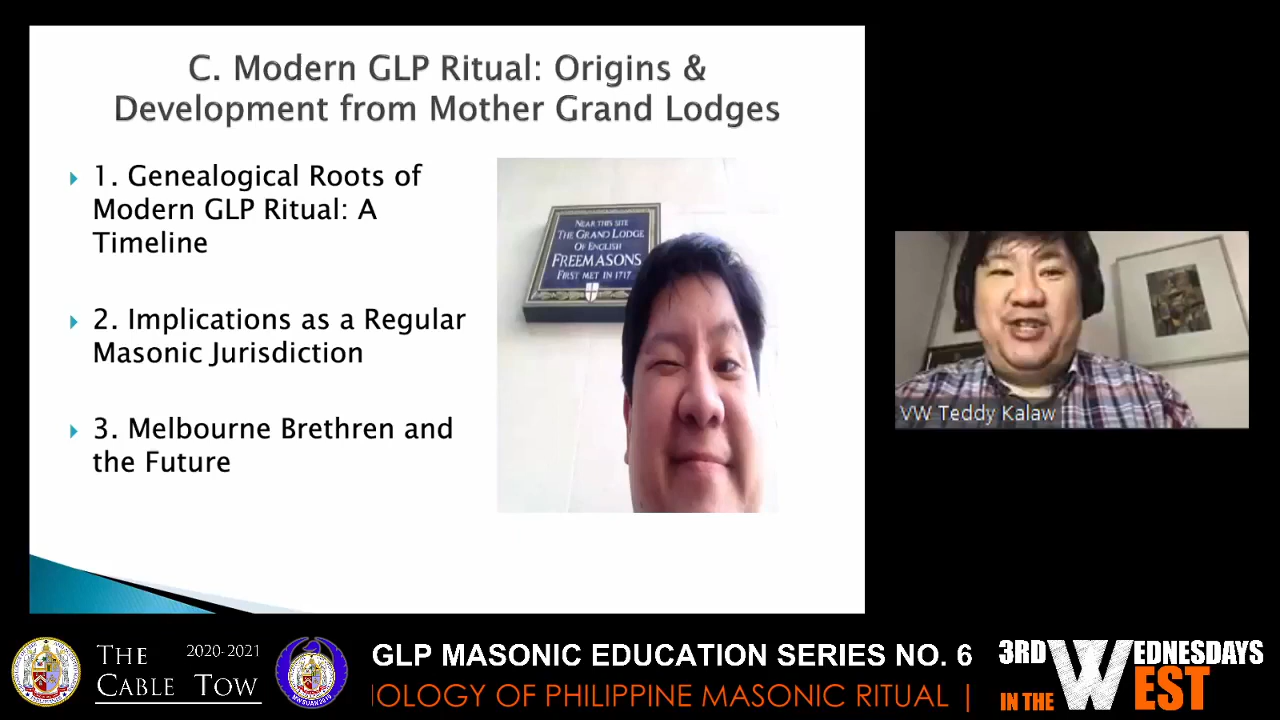 C. Modern GLP Ritual: Origins &
Development from Mother Grand Lodges
1. Genealogical Roots of
Modern GLP Ritual: A
Timeline
2. Implications as a Regular
Masonic Jurisdiction
3. Melbourne Brethren and
the Future
NEAR THIS SITE
THE GRAND LODGE
OF ENGLISH
FREEMASONS
FIRST MET IN 1717
VW Teddy Kalaw
THE
CABLE TOW
2020-2021
GLP MASONIC EDUCATION SERIES NO. 6
IOLOGY OF PHILIPPINE MASONIC RITUAL |
3RD WEDNESDAYS
IN THE WEST